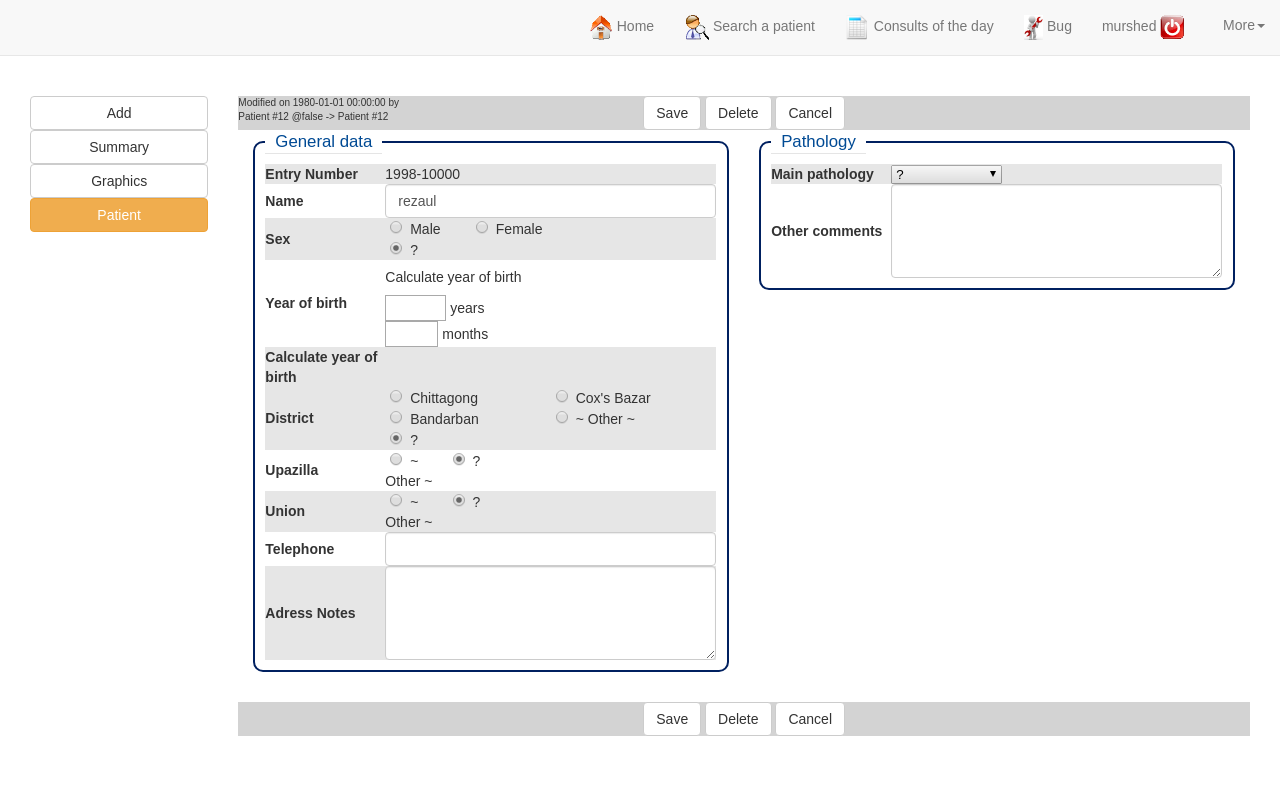 Home Search a patient Consults of the day Bug murshed More
Add
Summary
Graphics
Patient
Modified on 1980-01-01 00:00:00 by
Patient #12 @false -> Patient #12
Save Delete Cancel
General data
Entry Number 1998-10000
Name rezaul
Sex Male Female
?
Year of birth Calculate year of birth
years
months
Calculate year of
birth
District Chittagong Cox's Bazar
Bandarban ~ Other ~
?
Upazilla ~ ?
Other ~
Union ~ ?
Other ~
Telephone
Adress Notes
Pathology
Main pathology ?
Other comments
Save Delete Cancel